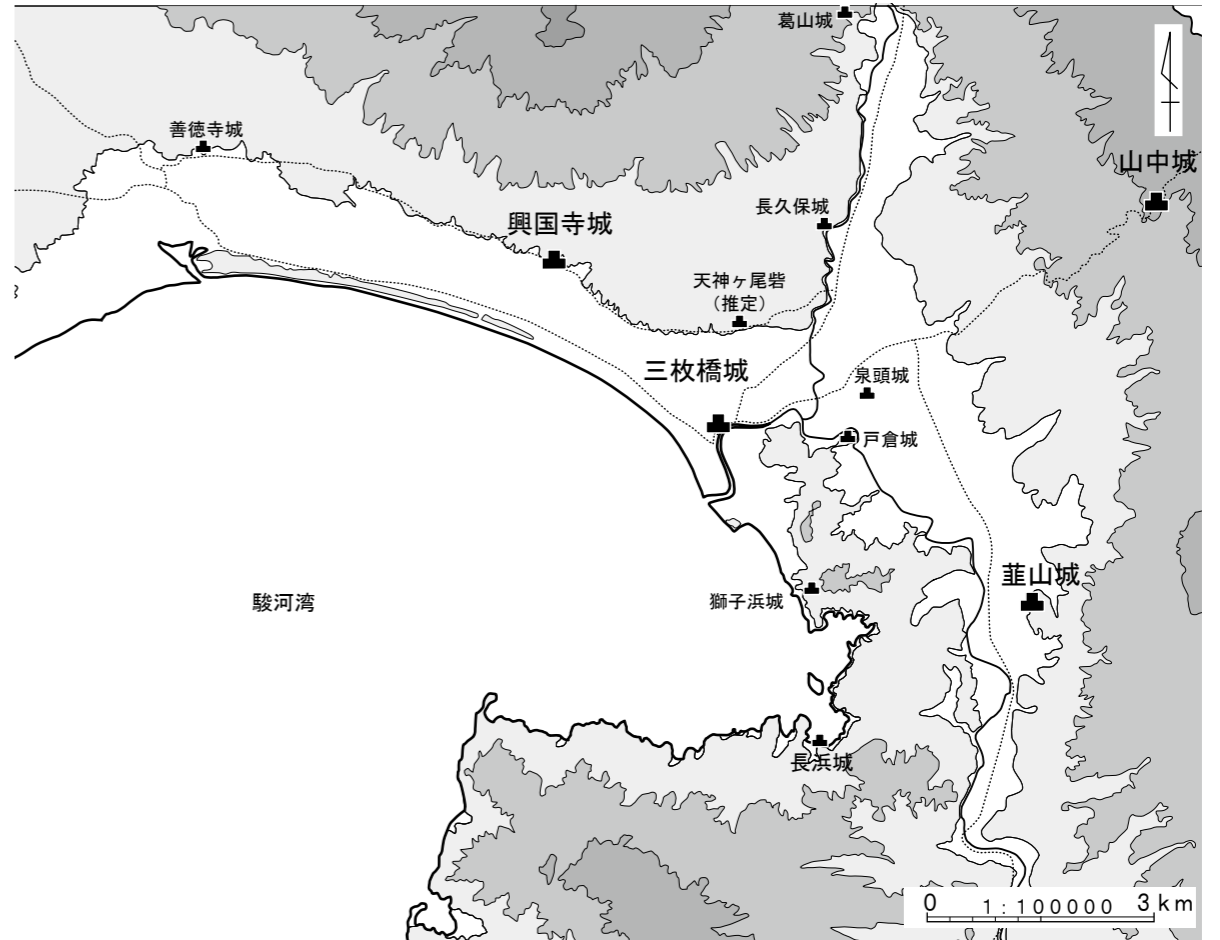 葛山城
善徳寺城
山中城
長久保城
興国寺城
天神ヶ尾砦
（推定）
三枚橋城
泉頭城
戸倉城
韮山城
獅子浜城
駿河湾
長浜城
0 1:100000 3km